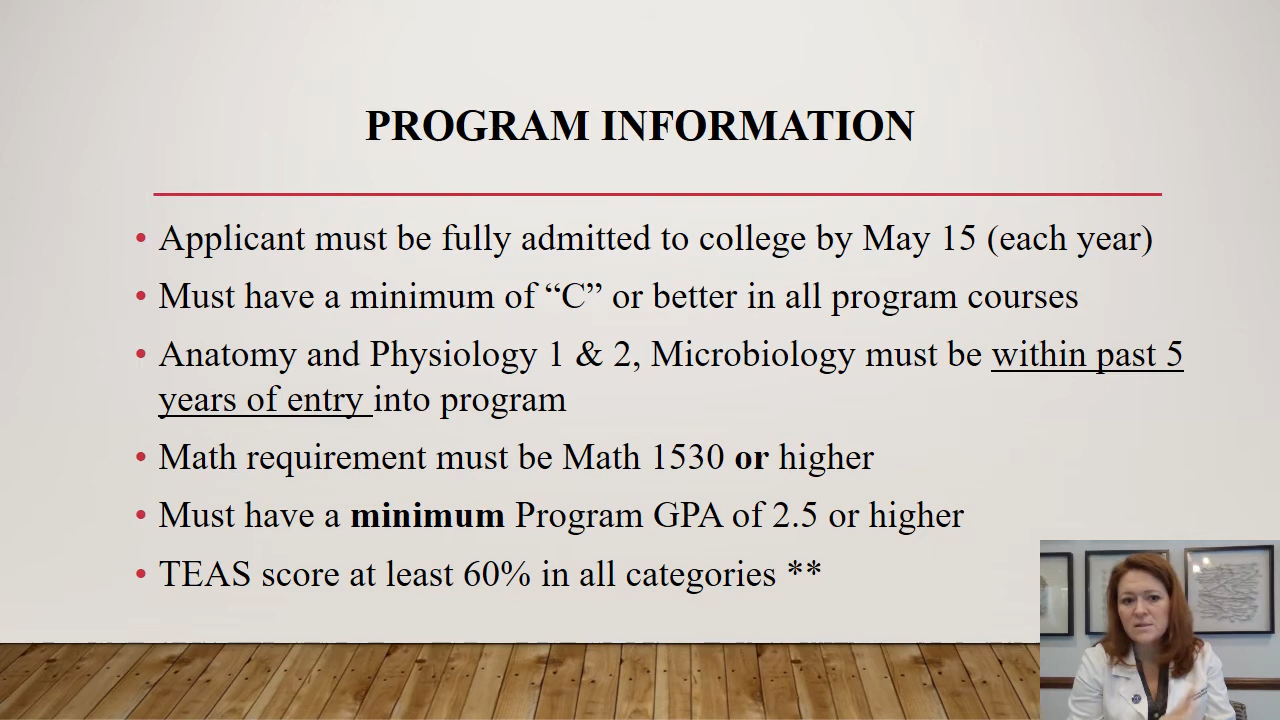 PROGRAM INFORMATION
• Applicant must be fully admitted to college by May 15 (each year)
• Must have a minimum of “C” or better in all program courses
• Anatomy and Physiology 1 & 2, Microbiology must be within past 5
years of entry into program
• Math requirement must be Math 1530 or higher
• Must have a minimum Program GPA of 2.5 or higher
• TEAS score at least 60% in all categories **